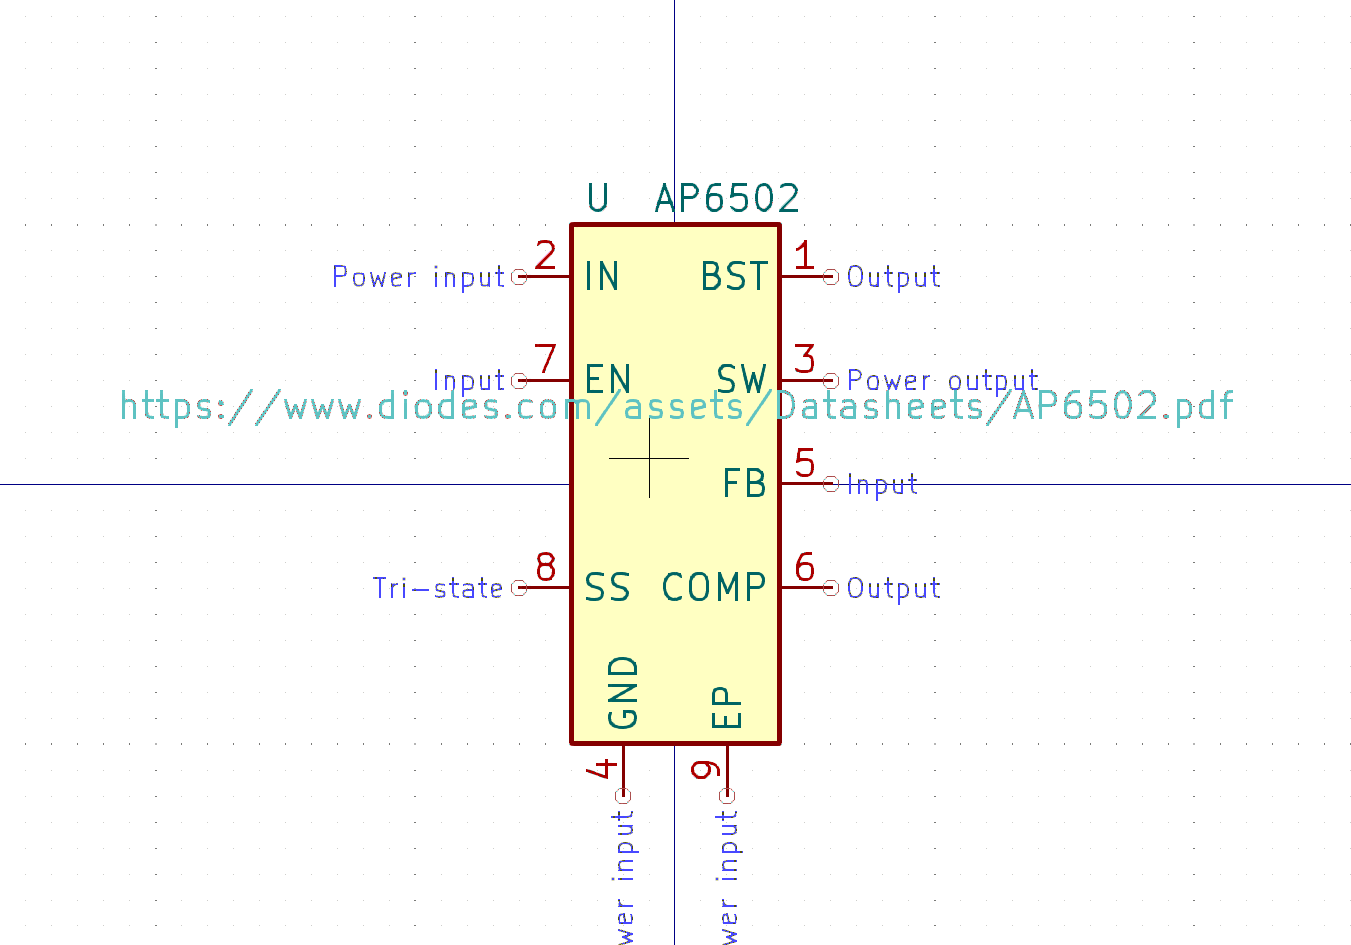 U AP6502
2 1
Power input IN BST Output
7 3
Input EN SW Power output
https://www.diodes.com/assets/Datasheets/AP6502.pdf
5
FB Input
8 6
Tri-state SS COMP Output
GND EP
4 9
wer input wer input